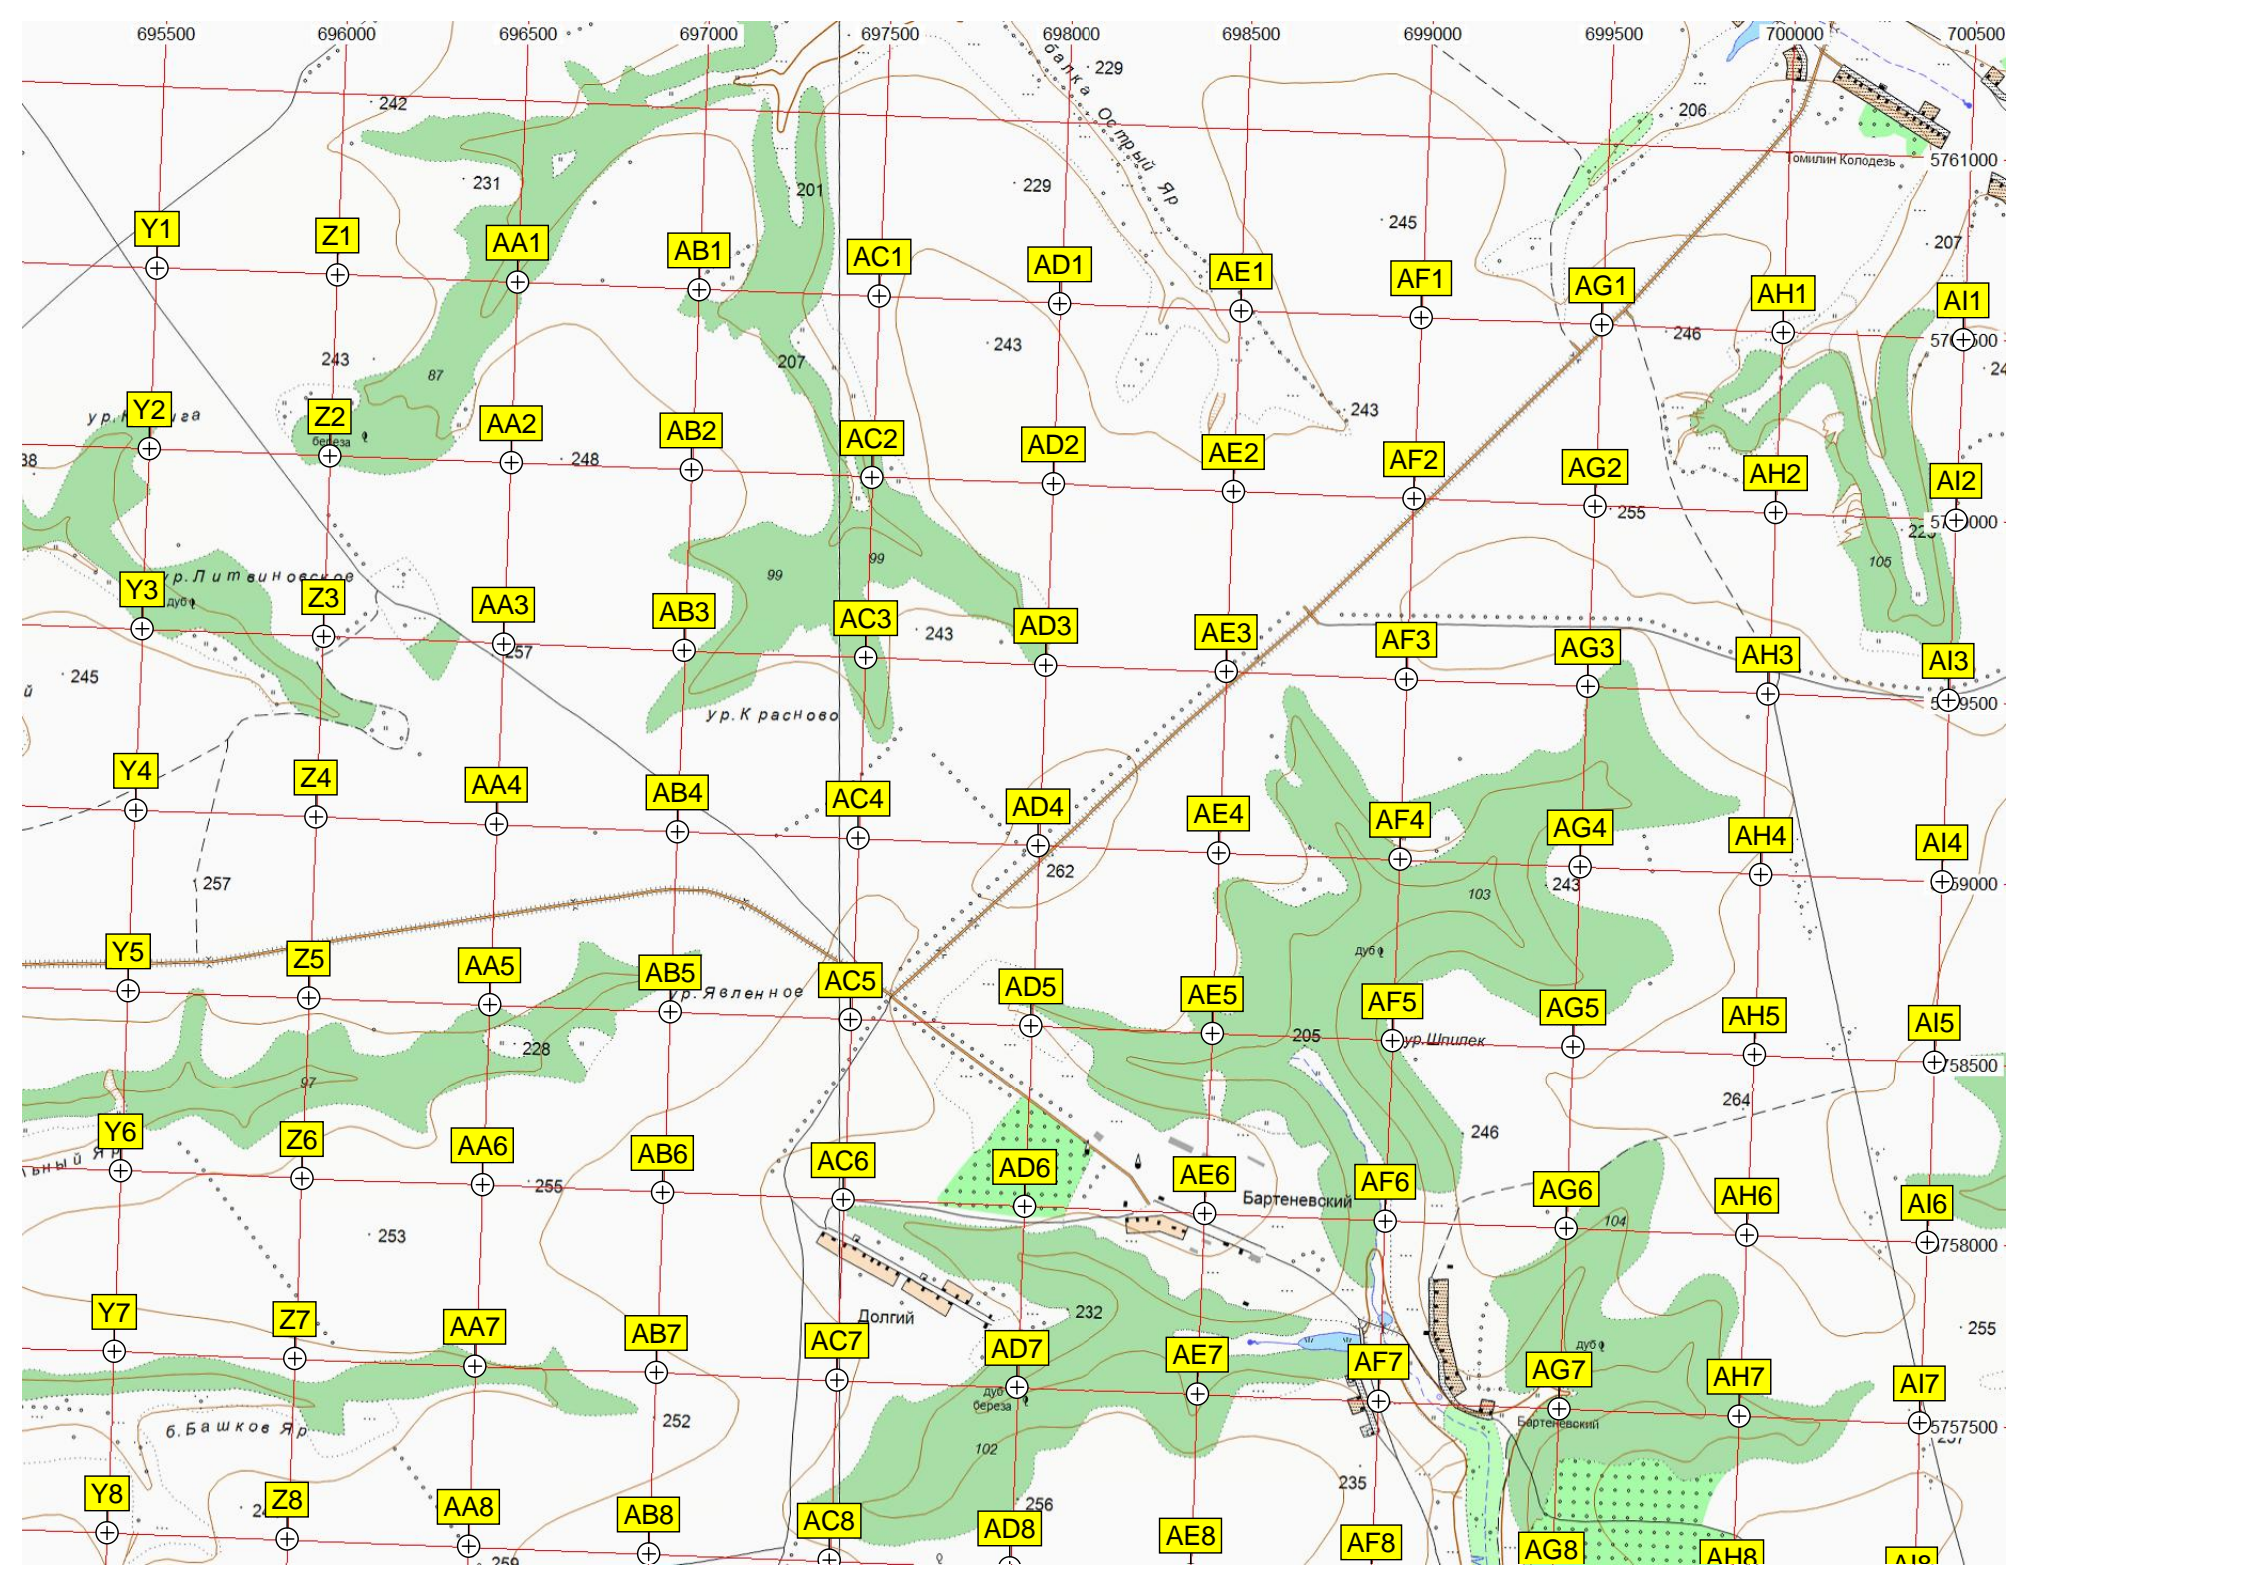 695500 696000 696500 697000 697500 698000 698500 699000 699500 700000 700500
балка Острый Яр
229
242
206
Томилин Колодезь
5761000
231
201
229
245
207
Y1 Z1 AA1 AB1 AC1 AD1 AE1 AF1 AG1 AH1 AI1
243
207
243
246
87
243
Y2 Z2 AA2 AB2 AC2 AD2 AE2 AF2 AG2 AH2 AI2
береза
248
255
99
99
105
ур.Литвиновское
дуб
Y3 Z3 AA3 AB3 AC3 AD3 AE3 AF3 AG3 AH3 AI3
257
243
245
й
ур.Красново
Y4 Z4 AA4 AB4 AC4 AD4 AE4 AF4 AG4 AH4 AI4
262
257
243
103
дуб
Y5 Z5 AA5 AB5 AC5 AD5 AE5 AF5 AG5 AH5 AI5
ур.Явленное
228
205
ур.Шпилек
97
264
246
Y6 Z6 AA6 AB6 AC6 AD6 AE6 AF6 AG6 AH6 AI6
льный Яр
255
Бартеневский
253
104
232
255
Долгий
Y7 Z7 AA7 AB7 AC7 AD7 AE7 AF7 AG7 AH7 AI7
дуб
дуб
береза
Бартеневский
5757500
б.Башков Яр
252
102
235
256
Y8 Z8 AA8 AB8 AC8 AD8 AE8 AF8 AG8 AH8 AI8
259